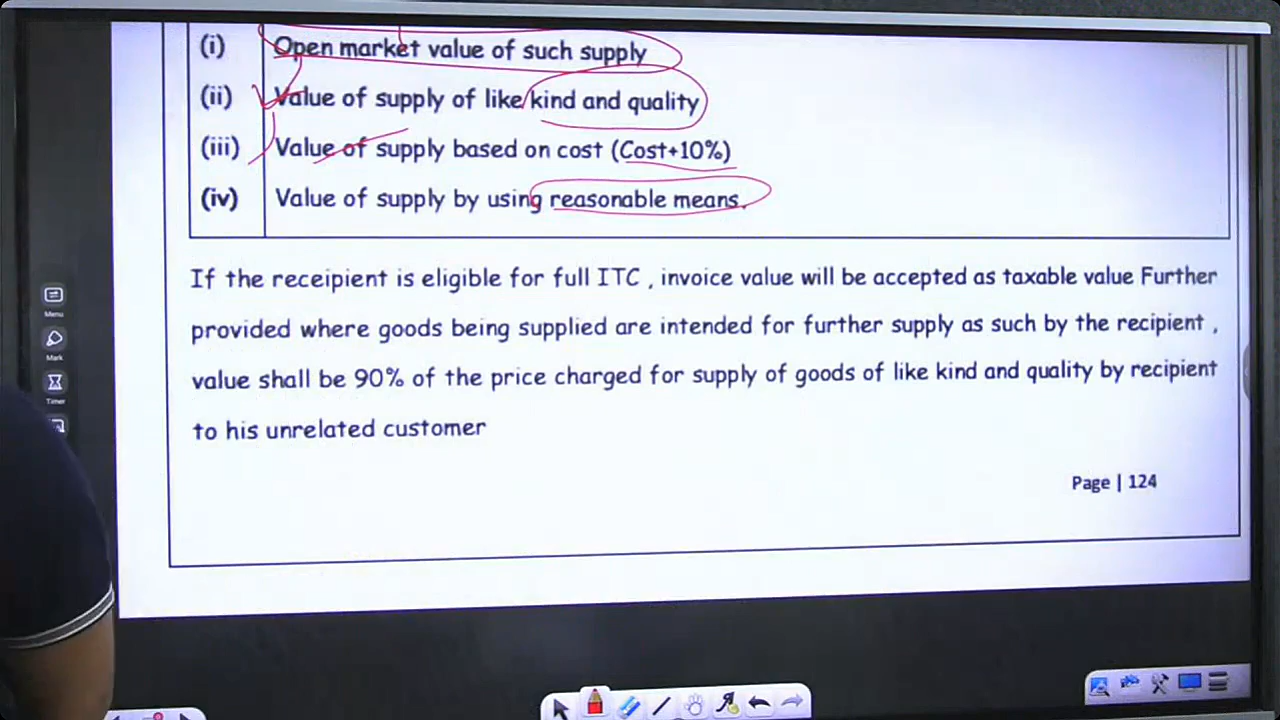 (i) Open market value of such supply
(ii) Value of supply of like kind and quality
(iii) Value of supply based on cost (Cost+10%)
(iv) Value of supply by using reasonable means.
If the receipient is eligible for full ITC , invoice value will be accepted as taxable value Further
provided where goods being supplied are intended for further supply as such by the recipient ,
value shall be 90% of the price charged for supply of goods of like kind and quality by recipient
to his unrelated customer
Page | 124
Menu
Mark
Timer